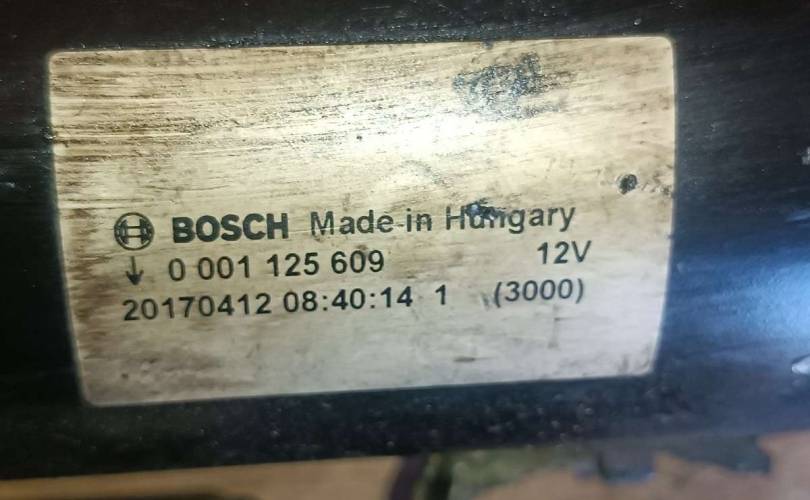 BOSCH Made in Hungary
↓ 0 001 125 609 12V
20170412 08:40:14 1 (3000)